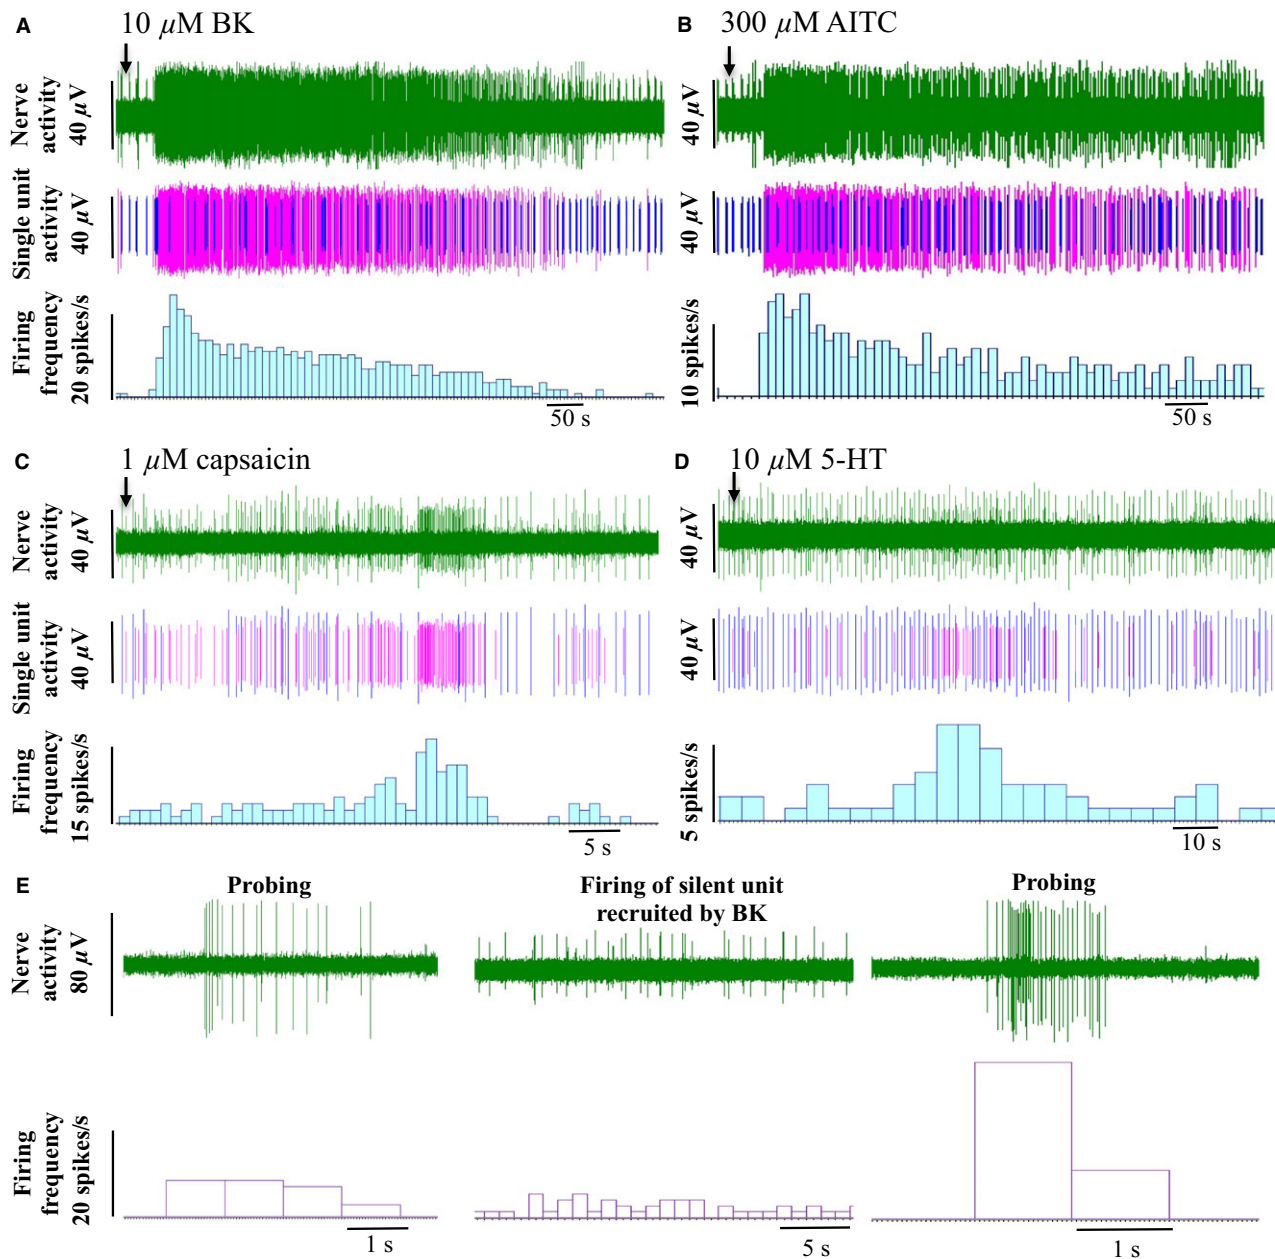 A
10 µM BK
Nerve
activity
40 µV
Single unit
activity
40 µV
Firing
frequency
20 spikes/s
50 s
B
300 µM AITC
40 µV
40 µV
10 spikes/s
50 s
C
1 µM capsaicin
Nerve
activity
40 µV
Single unit
activity
40 µV
Firing
frequency
15 spikes/s
5 s
D
10 µM 5-HT
40 µV
40 µV
5 spikes/s
10 s
E
Probing
Firing of silent unit
recruited by BK
Probing
Nerve
activity
80 µV
Firing
frequency
20 spikes/s
1 s
5 s
1 s